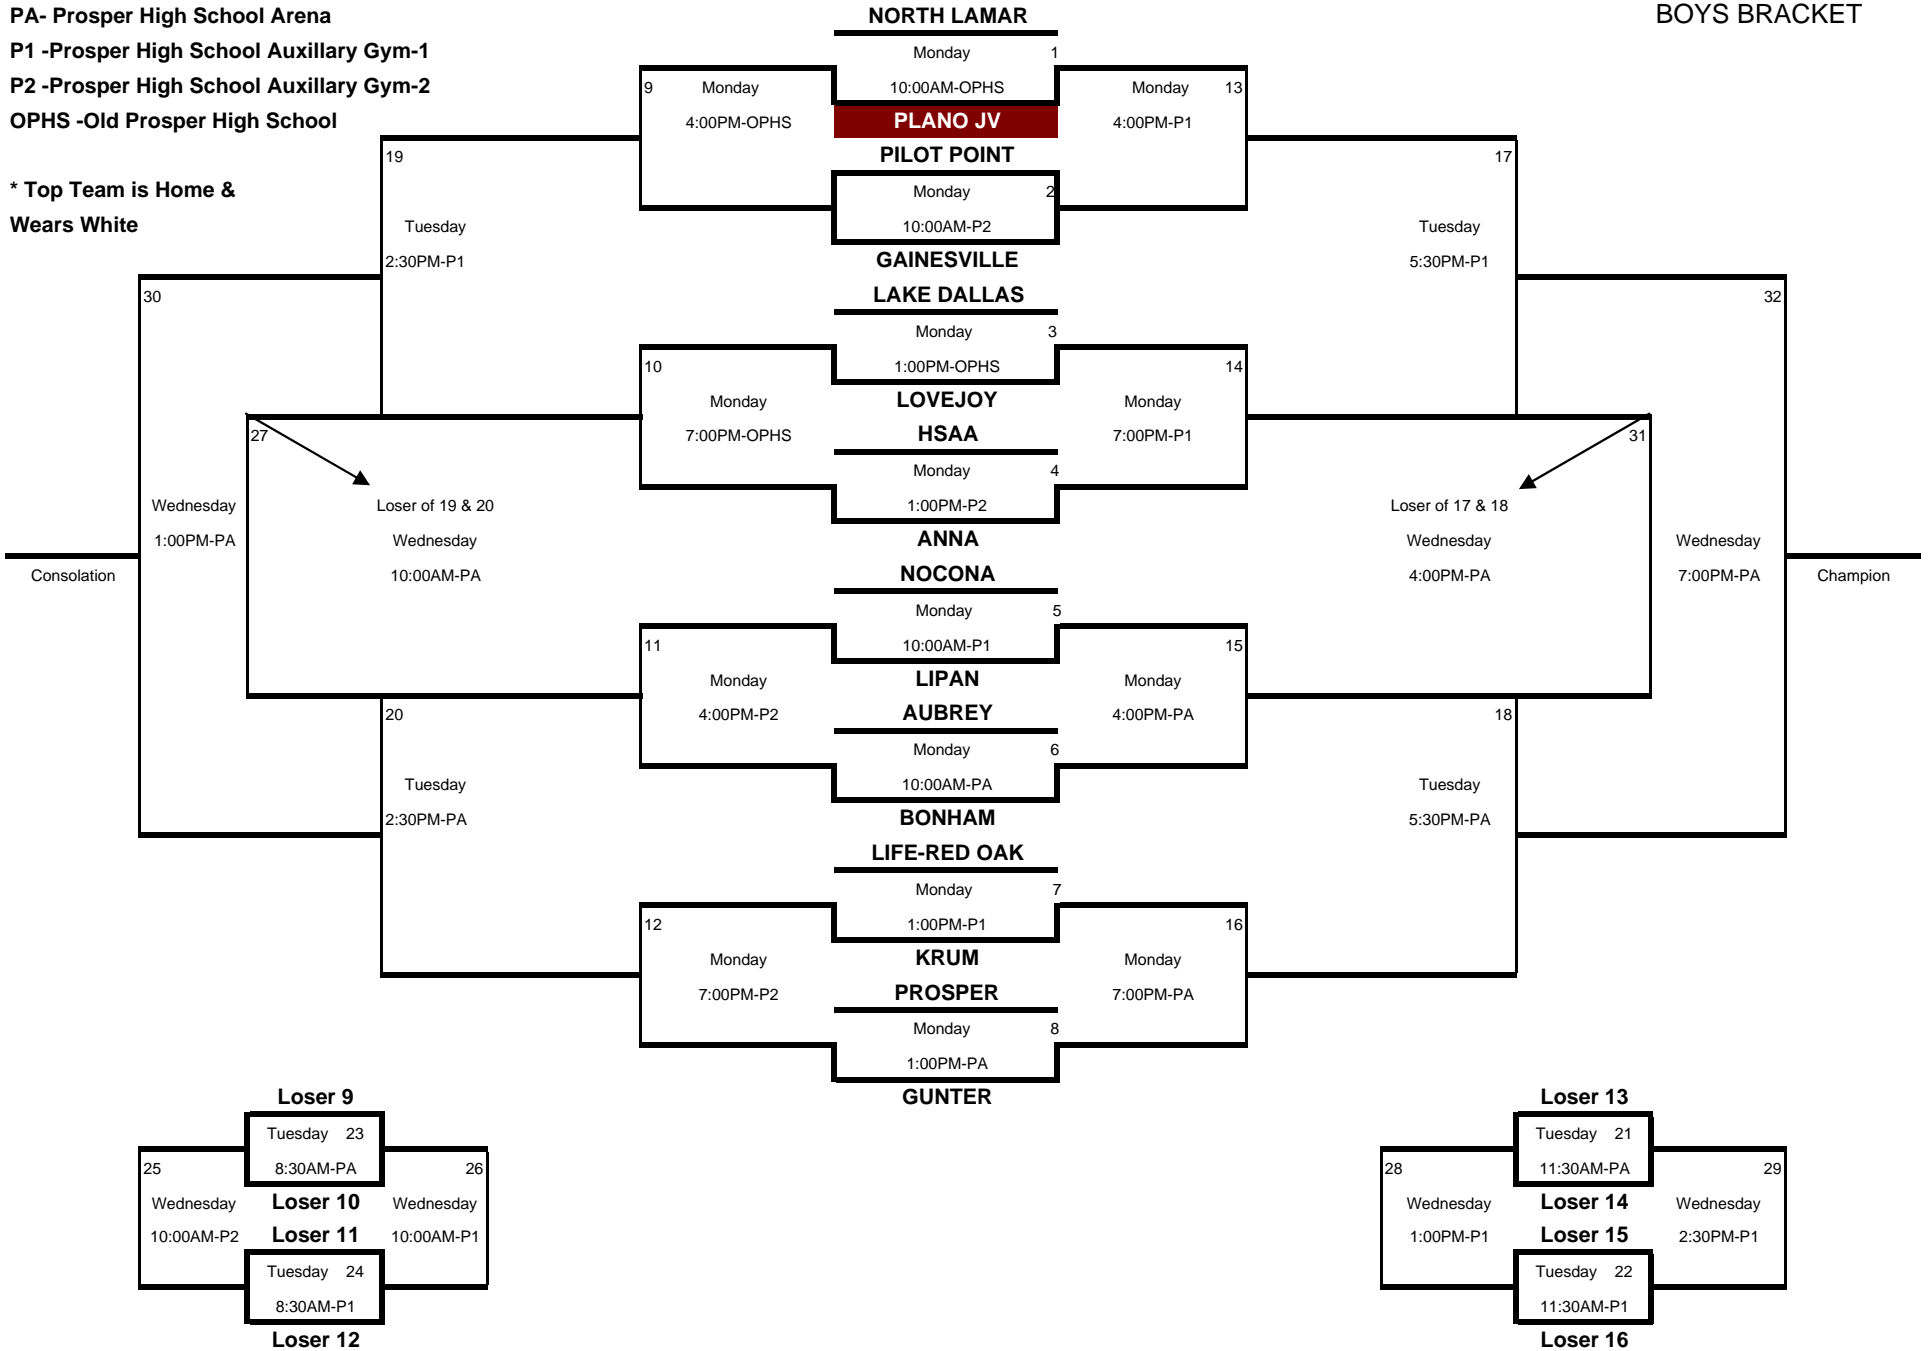 PA- Prosper High School Arena
NORTH LAMAR
BOYS BRACKET
P1 -Prosper High School Auxillary Gym-1
Monday 1
P2 -Prosper High School Auxillary Gym-2
9 Monday
10:00AM-OPHS
Monday 13
OPHS -Old Prosper High School
4:00PM-OPHS
PLANO JV
4:00PM-P1
19
PILOT POINT
17
* Top Team is Home &
Monday 2
Wears White
Tuesday
10:00AM-P2
Tuesday
2:30PM-P1
GAINESVILLE
5:30PM-P1
30
LAKE DALLAS
32
Monday 3
10
1:00PM-OPHS
14
Monday
LOVEJOY
Monday
27
7:00PM-OPHS
HSAA
7:00PM-P1
31
Monday 4
Wednesday
Loser of 19 & 20
1:00PM-P2
Loser of 17 & 18
1:00PM-PA
Wednesday
ANNA
Wednesday
Wednesday
Consolation
10:00AM-PA
NOCONA
4:00PM-PA
7:00PM-PA
Champion
Monday 5
11
10:00AM-P1
15
Monday
LIPAN
Monday
20
4:00PM-P2
AUBREY
4:00PM-PA
18
Monday 6
Tuesday
10:00AM-PA
Tuesday
2:30PM-PA
BONHAM
5:30PM-PA
LIFE-RED OAK
Monday 7
12
1:00PM-P1
16
Monday
KRUM
Monday
7:00PM-P2
PROSPER
7:00PM-PA
Monday 8
1:00PM-PA
Loser 9
GUNTER
Loser 13
Tuesday 23
Tuesday 21
25
8:30AM-PA
26
28
11:30AM-PA
29
Wednesday
Loser 10
Wednesday
Wednesday
Loser 14
Wednesday
10:00AM-P2
Loser 11
10:00AM-P1
1:00PM-P1
Loser 15
2:30PM-P1
Tuesday 24
Tuesday 22
8:30AM-P1
11:30AM-P1
Loser 12
Loser 16